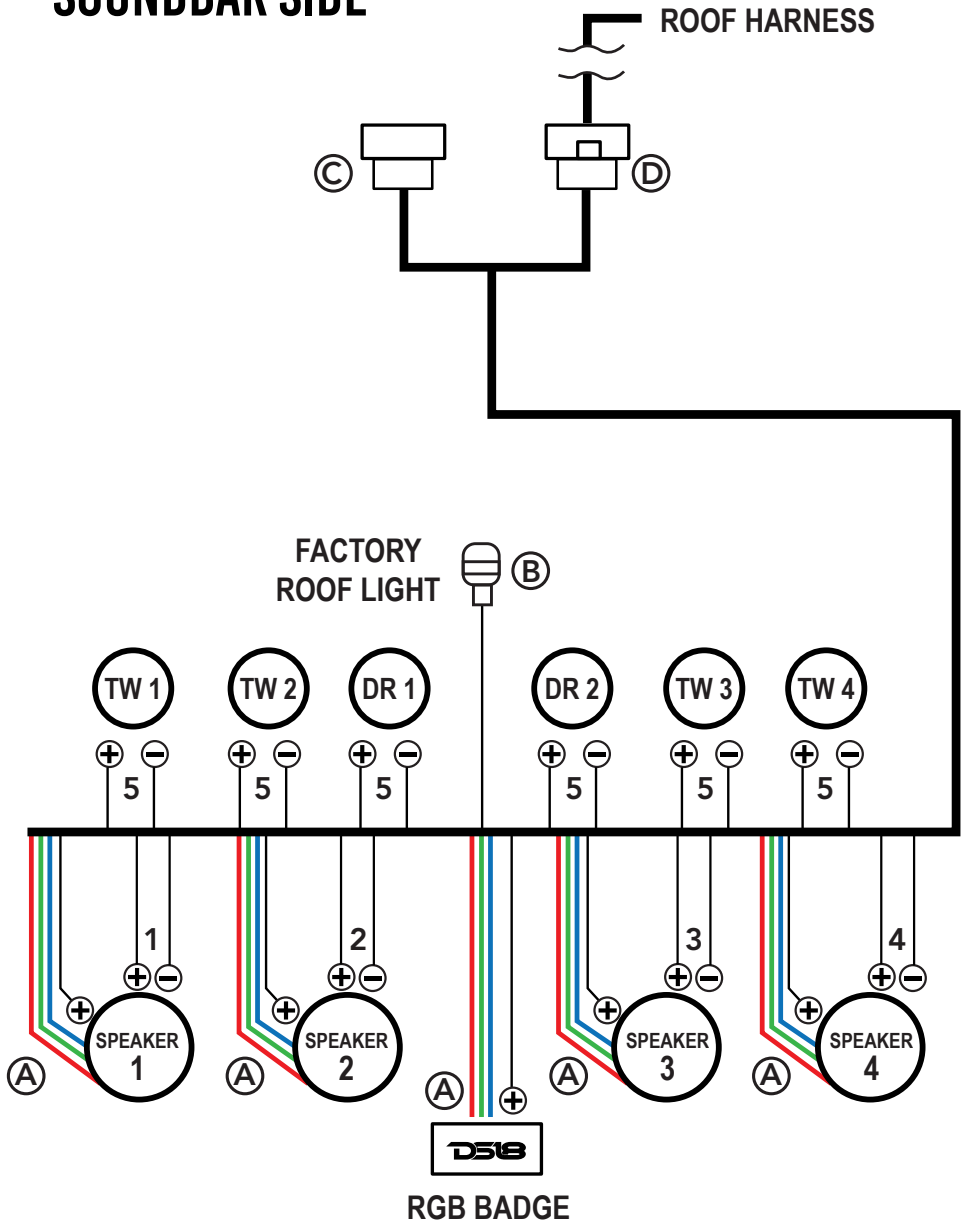 SOUNDBAR SIDE
ROOF HARNESS
C
D
FACTORY
ROOF LIGHT
B
TW 1
TW 2
DR 1
DR 2
TW 3
TW 4
+ −
+ −
+ −
+ −
+ −
+ −
5
5
5
5
5
5
1
2
3
4
+ −
+ −
+ −
+ −
+
+
+
+
SPEAKER
1
SPEAKER
2
SPEAKER
3
SPEAKER
4
A
A
A
A
A
+
DS18
RGB BADGE